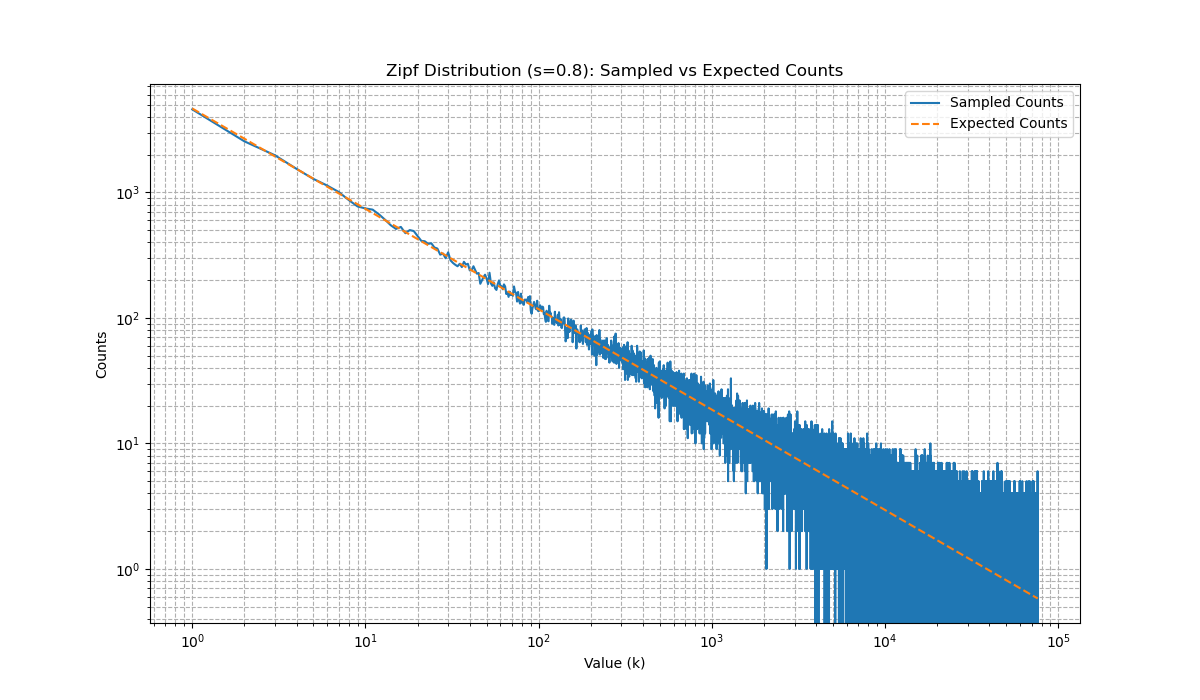 Zipf Distribution (s=0.8): Sampled vs Expected Counts
Sampled Counts
Expected Counts
Counts
10³
10²
10¹
10⁰
10⁰ 10¹ 10² 10³ 10⁴ 10⁵
Value (k)